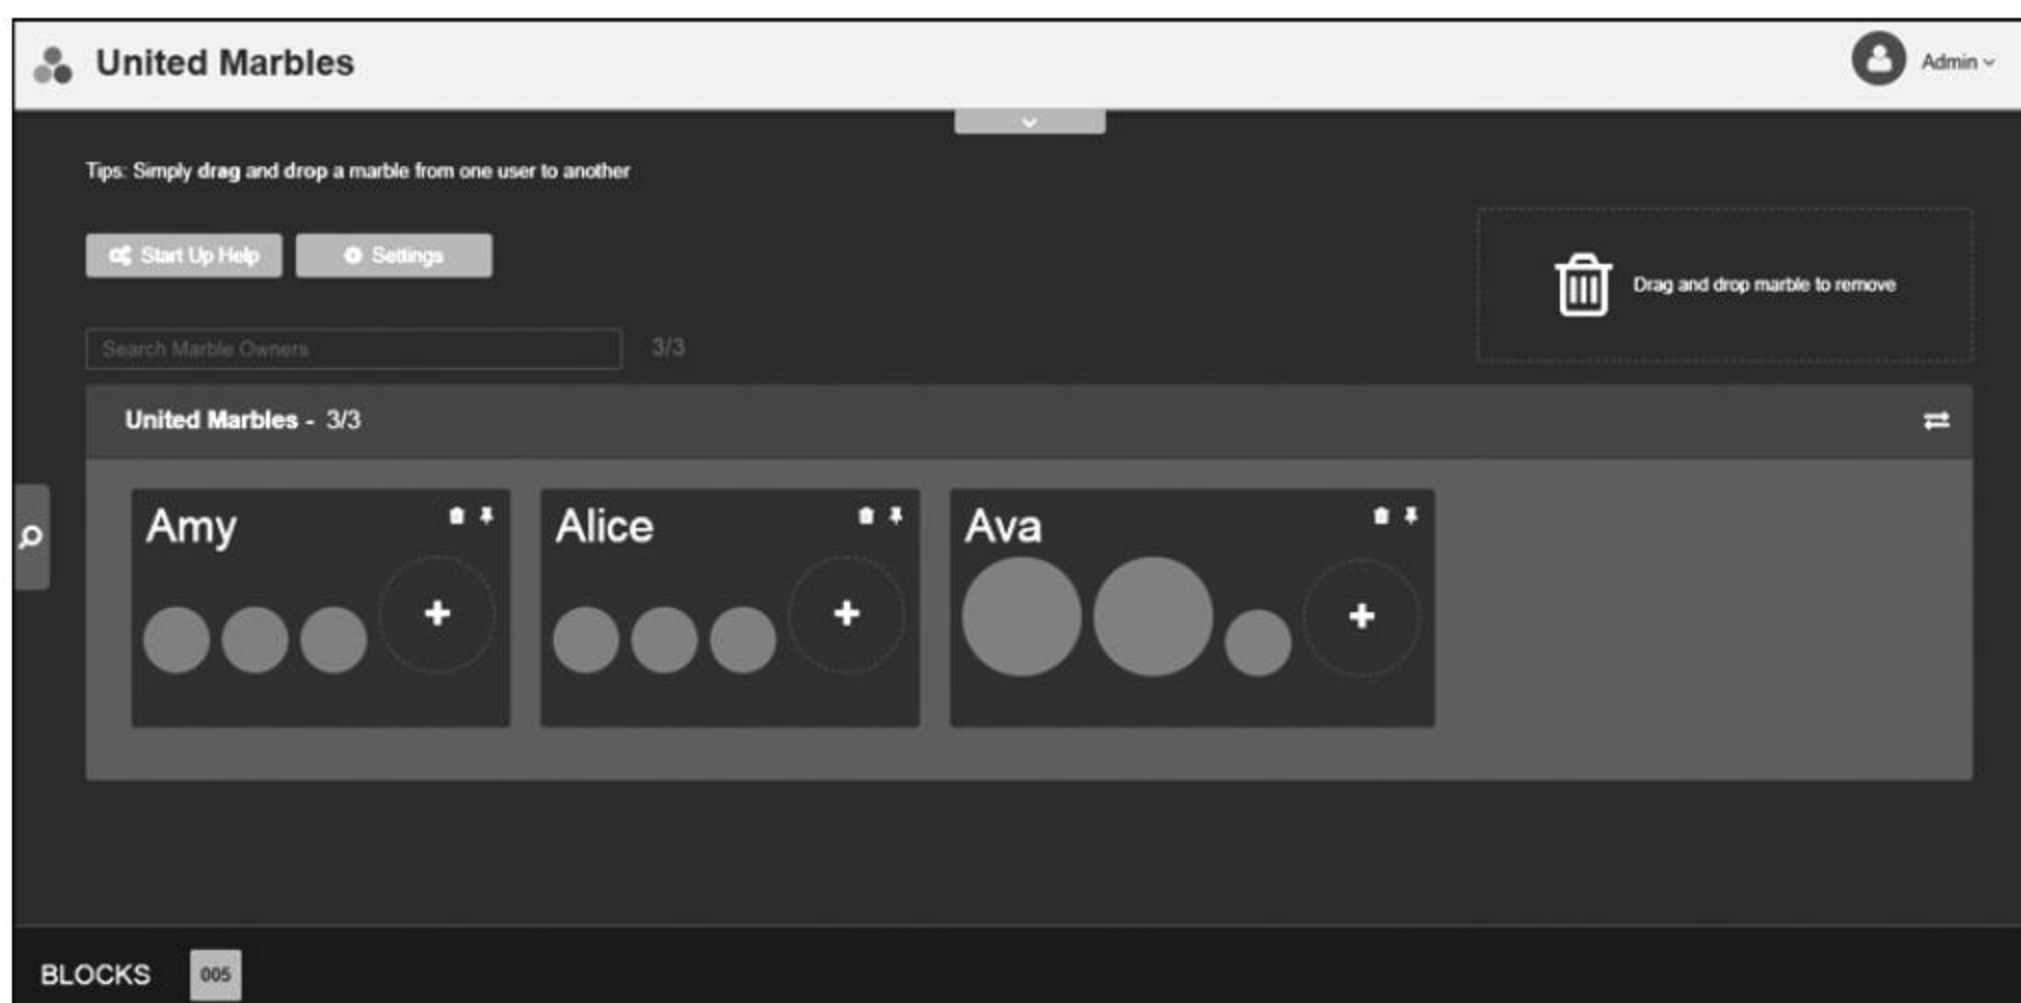 United Marbles
Admin
Tips: Simply drag and drop a marble from one user to another
Start Up Help
Settings
Drag and drop marble to remove
Search Marble Owners
3/3
United Marbles - 3/3
Amy
Alice
Ava
BLOCKS
005